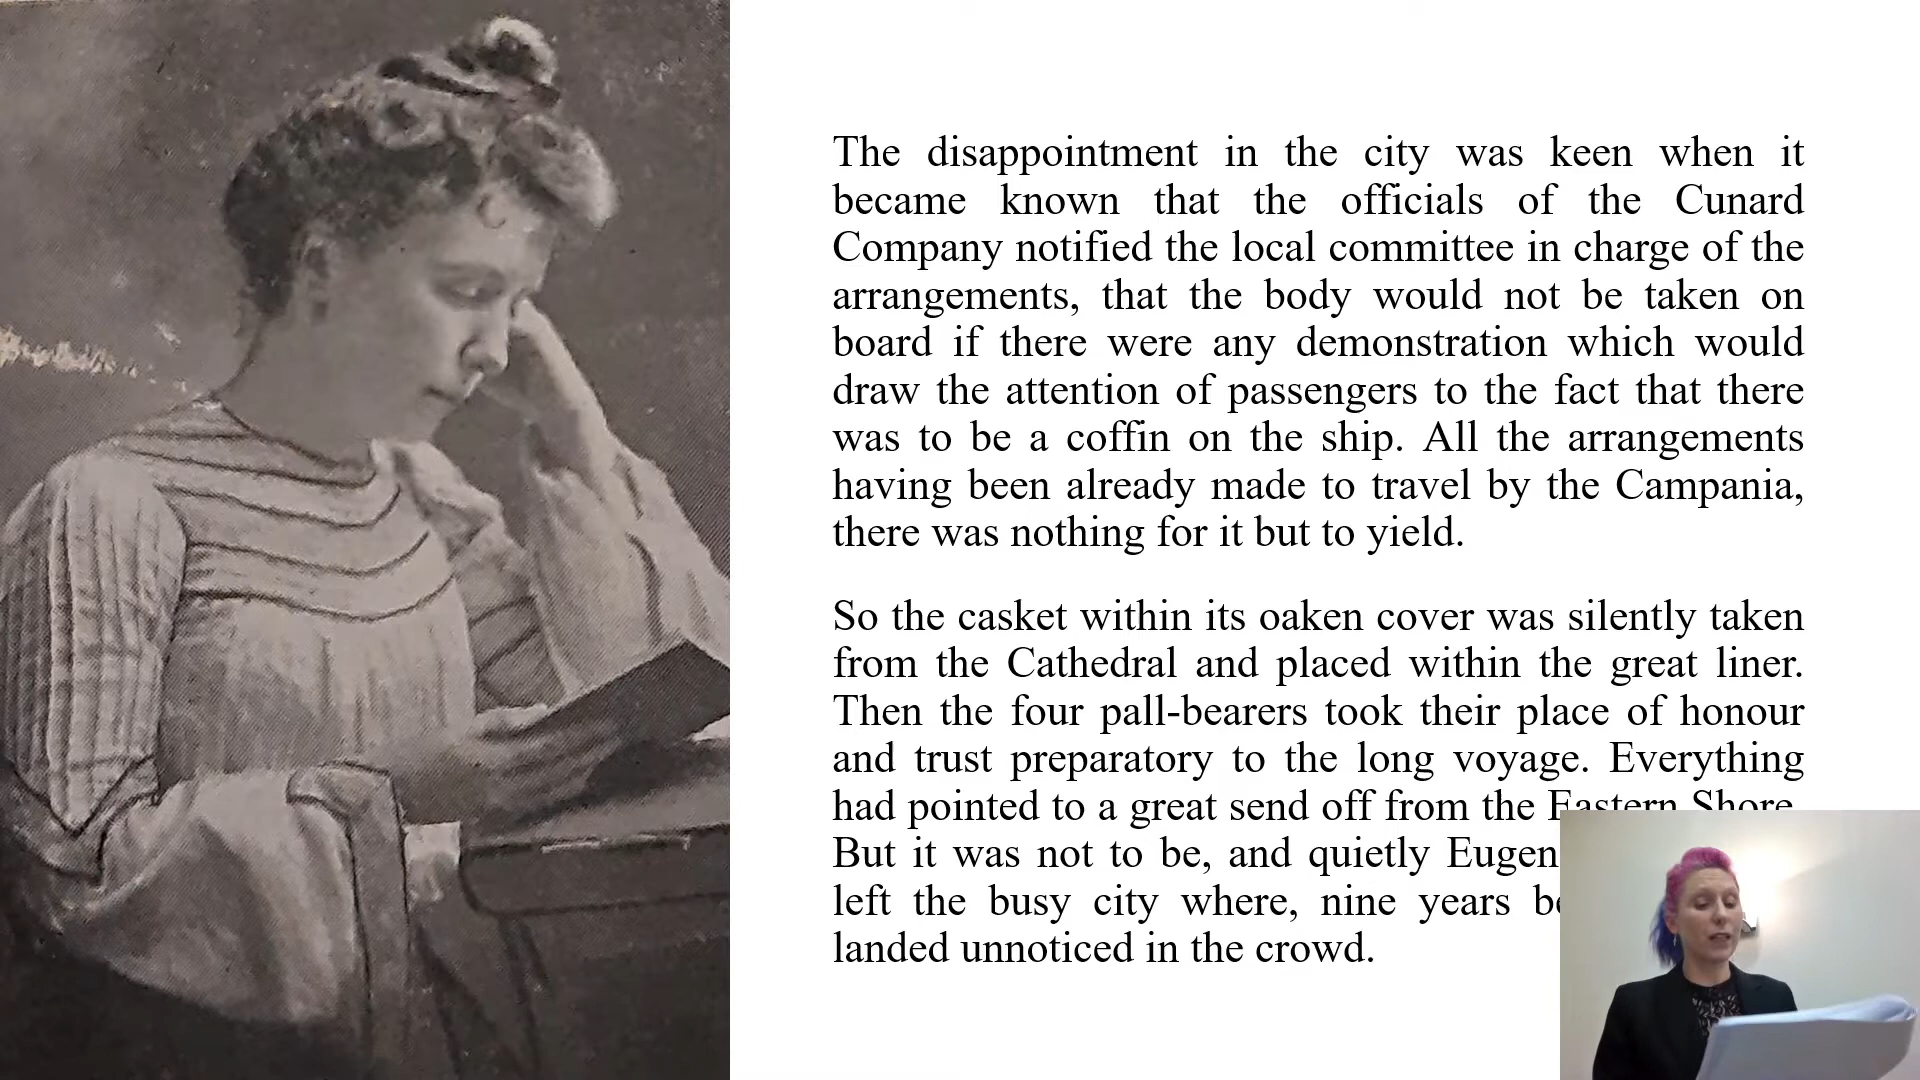 The disappointment in the city was keen when it
became known that the officials of the Cunard
Company notified the local committee in charge of the
arrangements, that the body would not be taken on
board if there were any demonstration which would
draw the attention of passengers to the fact that there
was to be a coffin on the ship. All the arrangements
having been already made to travel by the Campania,
there was nothing for it but to yield.
So the casket within its oaken cover was silently taken
from the Cathedral and placed within the great liner.
Then the four pall-bearers took their place of honour
and trust preparatory to the long voyage. Everything
had pointed to a great send off from the Eastern Shore.
But it was not to be, and quietly Eugen
left the busy city where, nine years
landed unnoticed in the crowd.